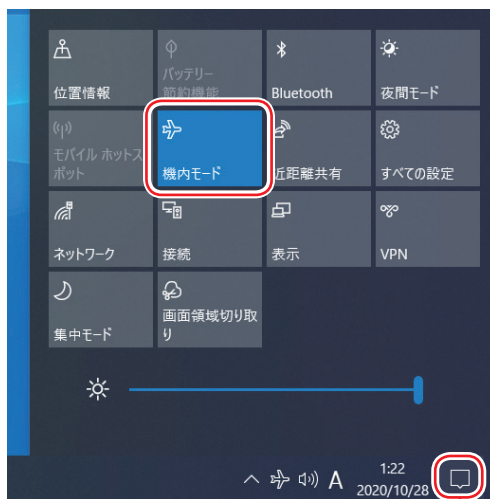 位置情報
バッテリー
節約機能
Bluetooth
夜間モード
モバイル ホットス
ポット
機内モード
近距離共有
すべての設定
ネットワーク
接続
表示
VPN
集中モード
画面領域切り取
り
A
1:22
2020/10/28